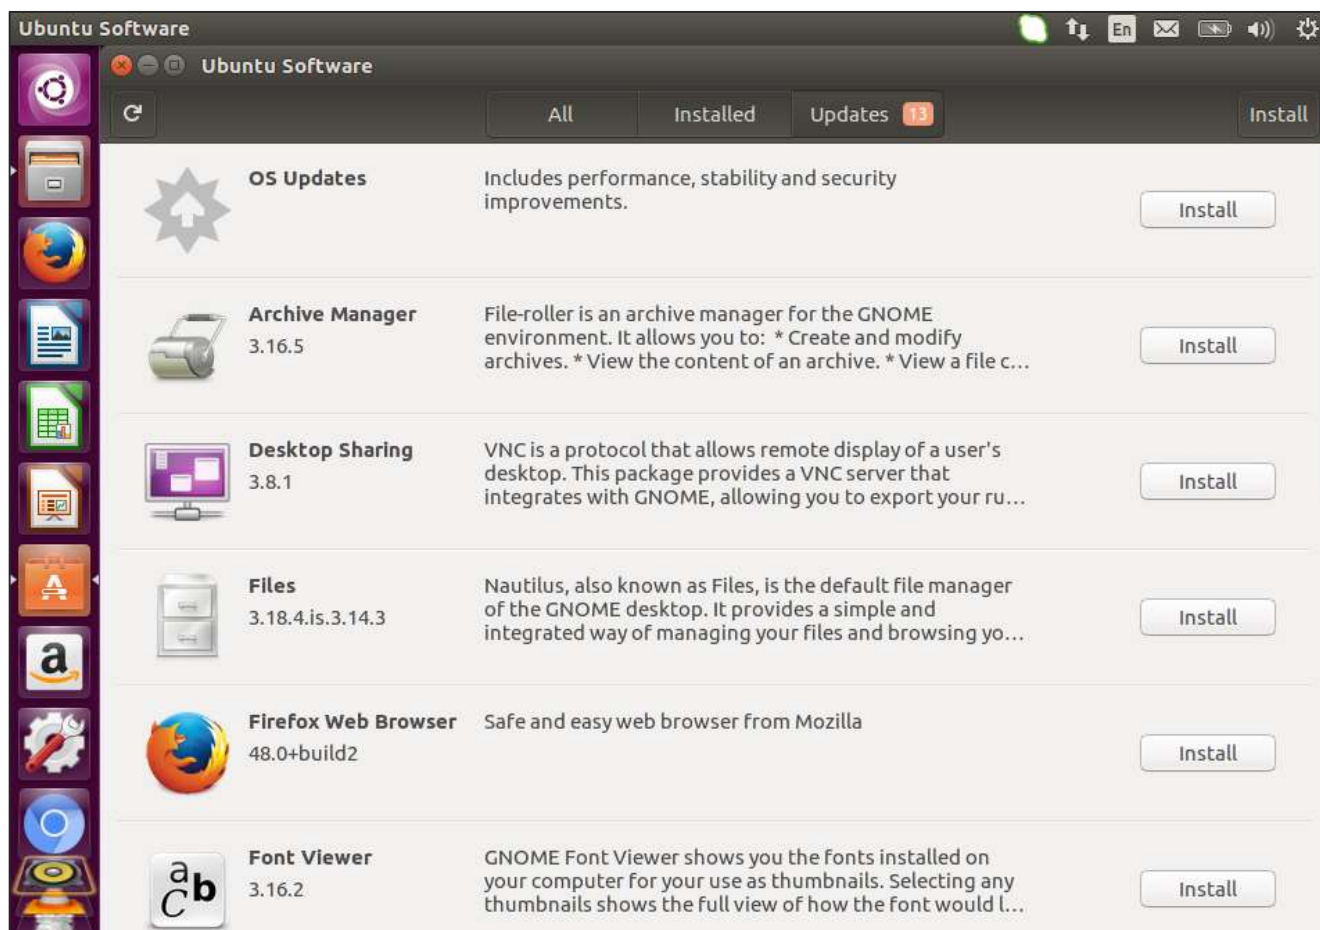 Ubuntu Software
En
Ubuntu Software
All
Installed
Updates 13
Install
OS Updates
Includes performance, stability and security
improvements.
Install
Archive Manager
3.16.5
File-roller is an archive manager for the GNOME
environment. It allows you to:  * Create and modify
archives. * View the content of an archive. * View a file c...
Install
Desktop Sharing
3.8.1
VNC is a protocol that allows remote display of a user's
desktop. This package provides a VNC server that
integrates with GNOME, allowing you to export your ru...
Install
Files
3.18.4.is.3.14.3
Nautilus, also known as Files, is the default file manager
of the GNOME desktop. It provides a simple and
integrated way of managing your files and browsing yo...
Install
Firefox Web Browser
48.0+build2
Safe and easy web browser from Mozilla
Install
Font Viewer
3.16.2
GNOME Font Viewer shows you the fonts installed on
your computer for your use as thumbnails. Selecting any
thumbnails shows the full view of how the font would l...
Install